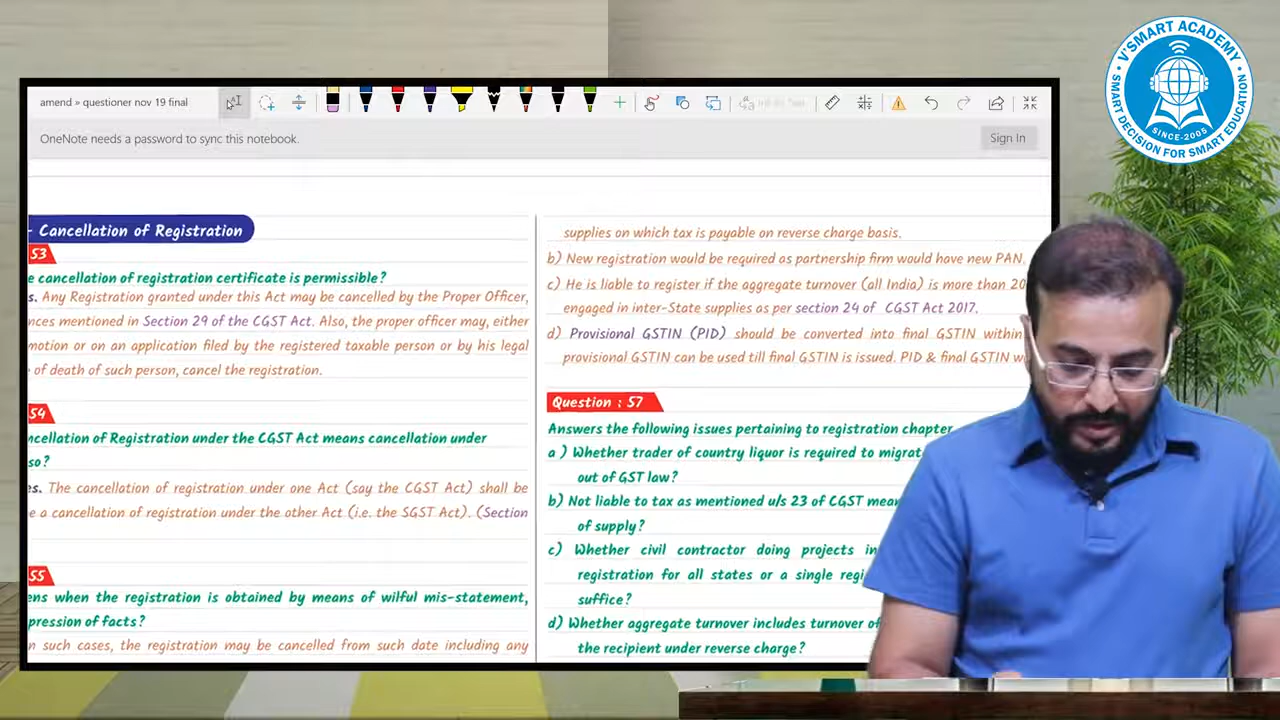 amend » questioner nov 19 final
OneNote needs a password to sync this notebook.
Sign In
V'SMART ACADEMY
SINCE-2005
SMART DECISION FOR SMART EDUCATION
- Cancellation of Registration
53
e cancellation of registration certificate is permissible?
s. Any Registration granted under this Act may be cancelled by the Proper Officer,
nces mentioned in Section 29 of the CGST Act. Also, the proper officer may, either
motion or on an application filed by the registered taxable person or by his legal
of death of such person, cancel the registration.
54
ncellation of Registration under the CGST Act means cancellation under
so?
es. The cancellation of registration under one Act (say the CGST Act) shall be
e a cancellation of registration under the other Act (i.e. the SGST Act). (Section
55
ens when the registration is obtained by means of wilful mis-statement,
pression of facts?
n such cases, the registration may be cancelled from such date including any
supplies on which tax is payable on reverse charge basis.
b) New registration would be required as partnership firm would have new PAN.
c) He is liable to register if the aggregate turnover (all India) is more than 20
engaged in inter-State supplies as per section 24 of CGST Act 2017.
d) Provisional GSTIN (PID) should be converted into final GSTIN within
provisional GSTIN can be used till final GSTIN is issued. PID & final GSTIN w
Question : 57
Answers the following issues pertaining to registration chapter
a ) Whether trader of country liquor is required to migrat
out of GST law?
b) Not liable to tax as mentioned u/s 23 of CGST mean
of supply?
c) Whether civil contractor doing projects in
registration for all states or a single regi
suffice?
d) Whether aggregate turnover includes turnover of
the recipient under reverse charge?